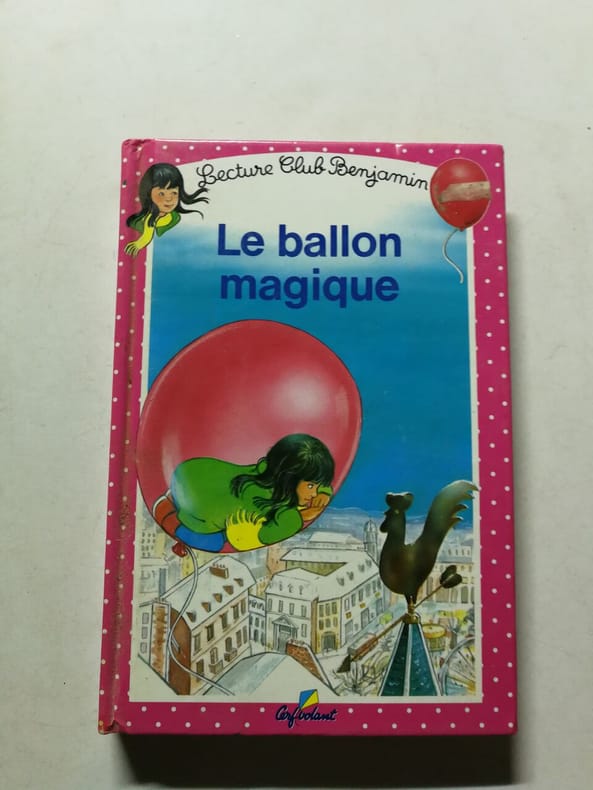 Lecture Club Benjamin
Le ballon
magique
Cerf volant